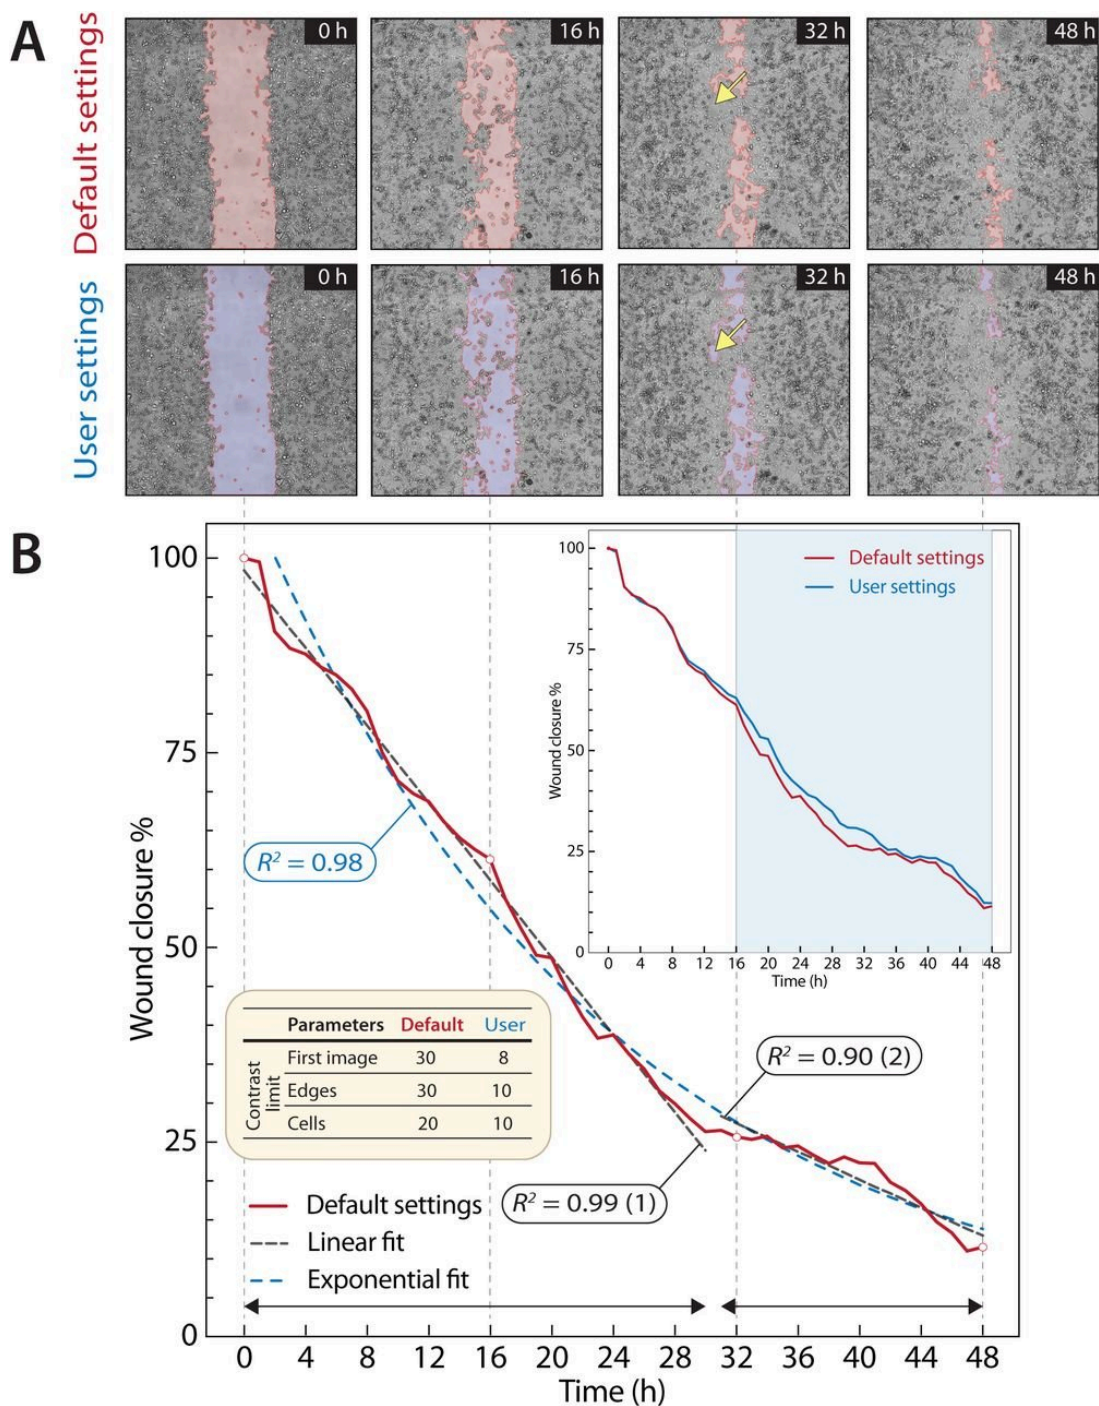 A
Default settings
0 h
16 h
32 h
48 h
User settings
0 h
16 h
32 h
48 h
B
Wound closure %
100
75
50
25
0
R² = 0.98
Parameters Default User
Contrast limit
First image 30 8
Edges 30 10
Cells 20 10
R² = 0.90 (2)
R² = 0.99 (1)
Default settings
Linear fit
Exponential fit
0 4 8 12 16 20 24 28 32 36 40 44 48
Time (h)
Default settings
User settings
Wound closure %
100
75
50
25
0
0 4 8 12 16 20 24 28 32 36 40 44 48
Time (h)